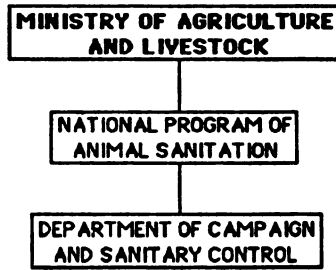 MINISTRY OF AGRICULTURE
AND LIVESTOCK
NATIONAL PROGRAM OF
ANIMAL SANITATION
DEPARTMENT OF CAMPAIGN
AND SANITARY CONTROL